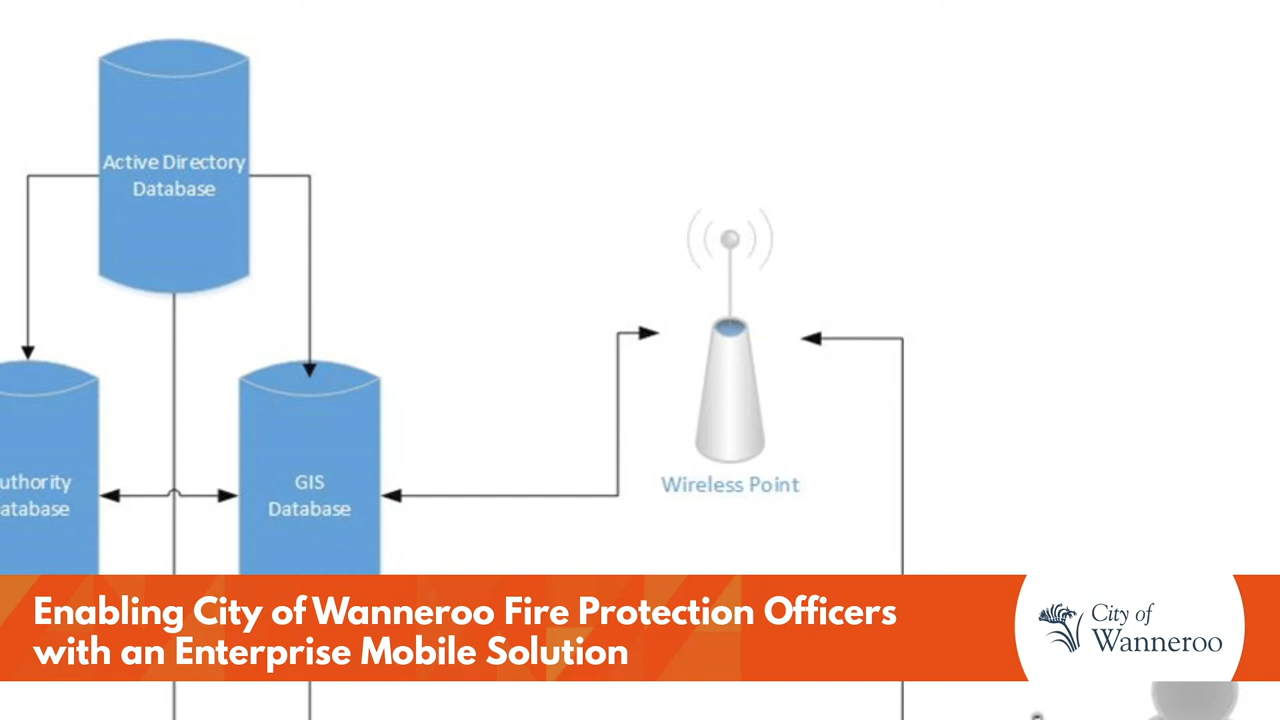 Active Directory
Database
uthority
atabase
GIS
Database
Wireless Point
Enabling City of Wanneroo Fire Protection Officers
with an Enterprise Mobile Solution
City of
Wanneroo